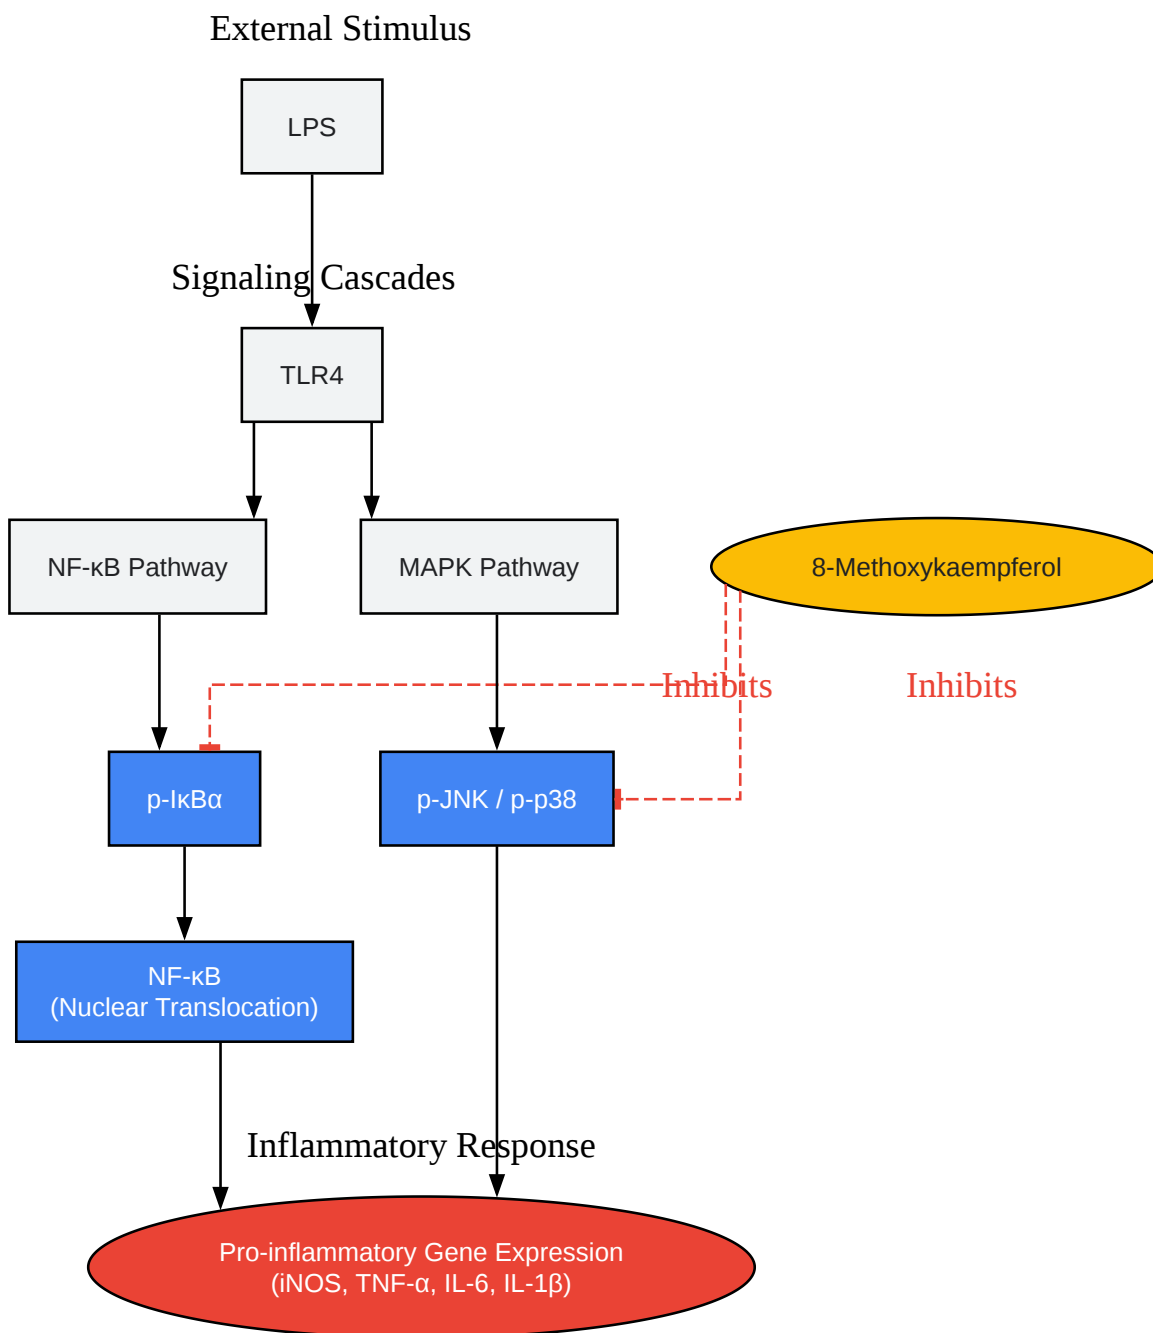 External Stimulus
LPS
Signaling Cascades
TLR4
NF-κB Pathway
MAPK Pathway
8-Methoxykaempferol
Inhibits
Inhibits
p-IκBα
p-JNK / p-p38
NF-κB
(Nuclear Translocation)
Inflammatory Response
Pro-inflammatory Gene Expression
(iNOS, TNF-α, IL-6, IL-1β)